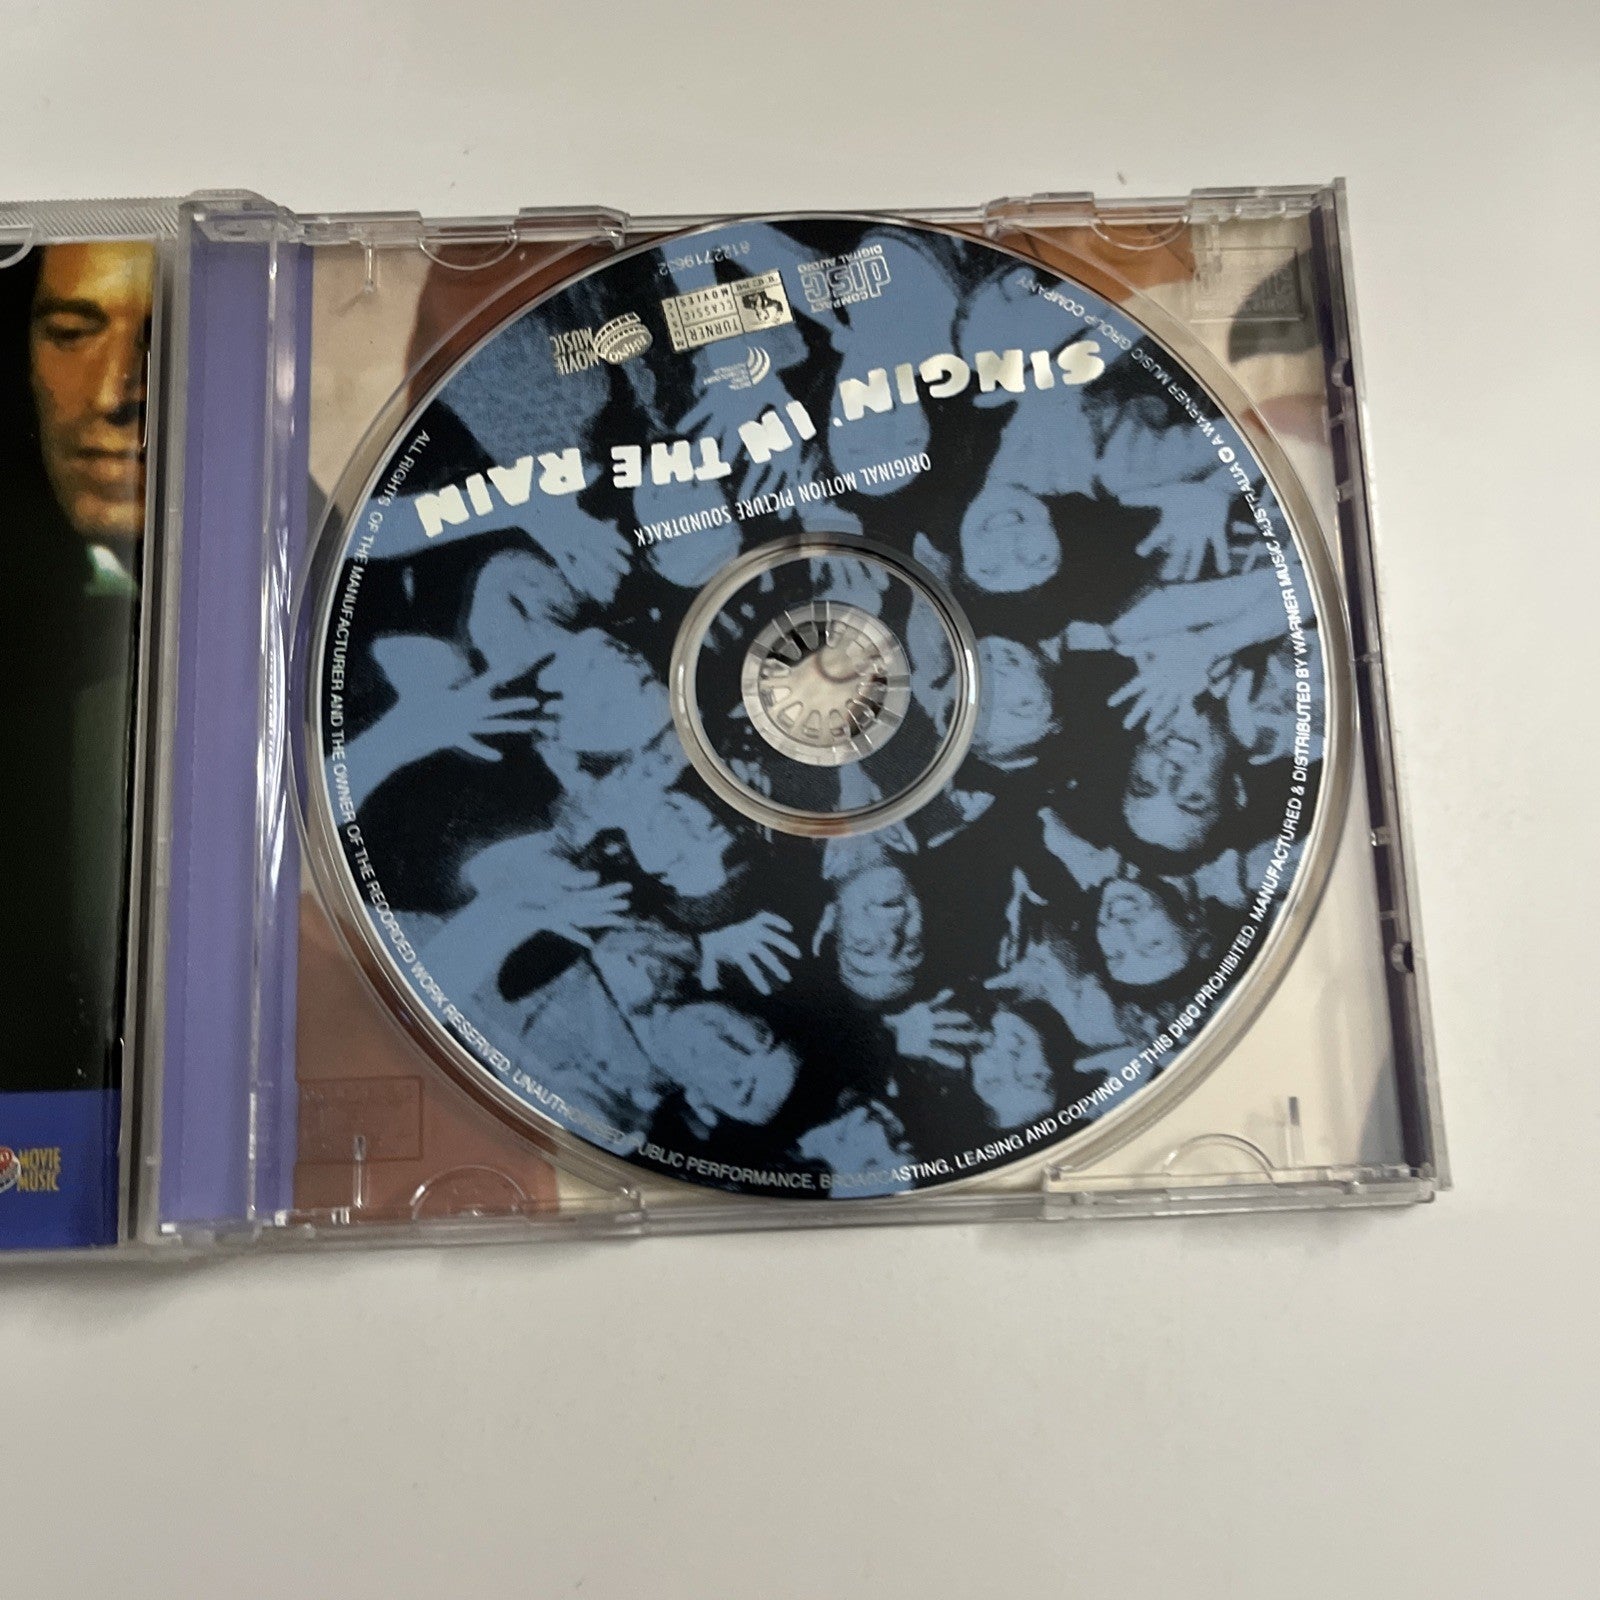 SINGIN' IN THE RAIN
ORIGINAL MOTION PICTURE SOUNDTRACK
COMPACT
disc
DIGITAL AUDIO
TURNER
CLASSIC
MOVIES
RHINO
MOVIE
MUSIC
ALL RIGHTS OF THE MANUFACTURER AND THE OWNER OF THE RECORDED WORK RESERVED. UNAUTHORISED PUBLIC PERFORMANCE, BROADCASTING, LEASING AND COPYING OF THIS DISC PROHIBITED. MANUFACTURED & DISTRIBUTED BY WARNER MUSIC AUSTRALIA A WARNER MUSIC GROUP COMPANY
MOVIE
MUSIC